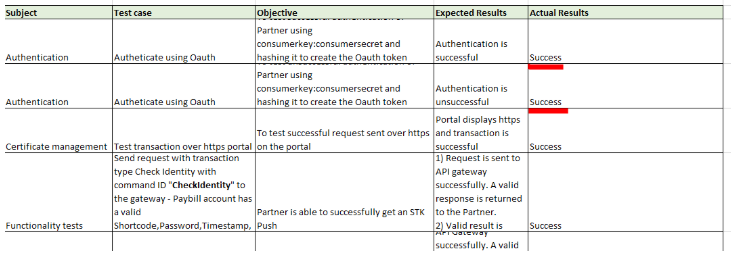 Subject Test case Objective Expected Results Actual Results
Partner using
consumerkey:consumersecret and Authentication is
Authentication Autheticate using Oauth hashing it to create the Oauth token successful Success
Partner using
consumerkey:consumersecret and Authentication is
Authentication Autheticate using Oauth hashing it to create the Oauth token unsuccessful Success
Portal displays https
To test successful request sent over https and transaction is
Certificate management Test transaction over https portal on the portal successful Success
Send request with transaction 1) Request is sent to
type Check Identity with API gateway
command ID "CheckIdentity" to successfully. A valid
the gateway - Paybill account has response is returned
a valid Partner is able to successfully get an STK to the Partner.
Functionality tests Shortcode,Password,Timestamp, Push 2) Valid result is Success
API Gateway
successfully. A valid